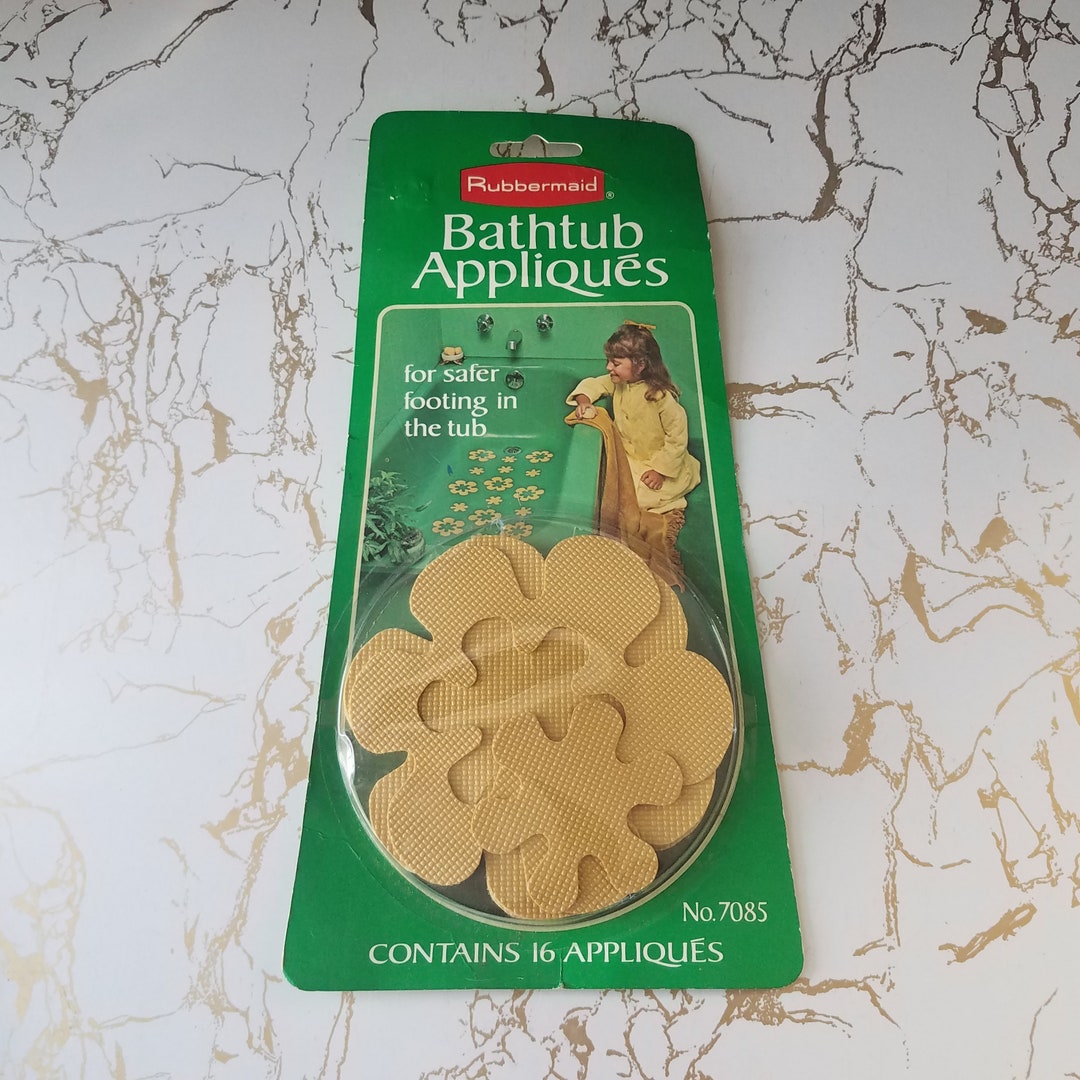 Rubbermaid®
Bathtub
Appliqués
for safer
footing in
the tub
No. 7085
CONTAINS 16 APPLIQUÉS